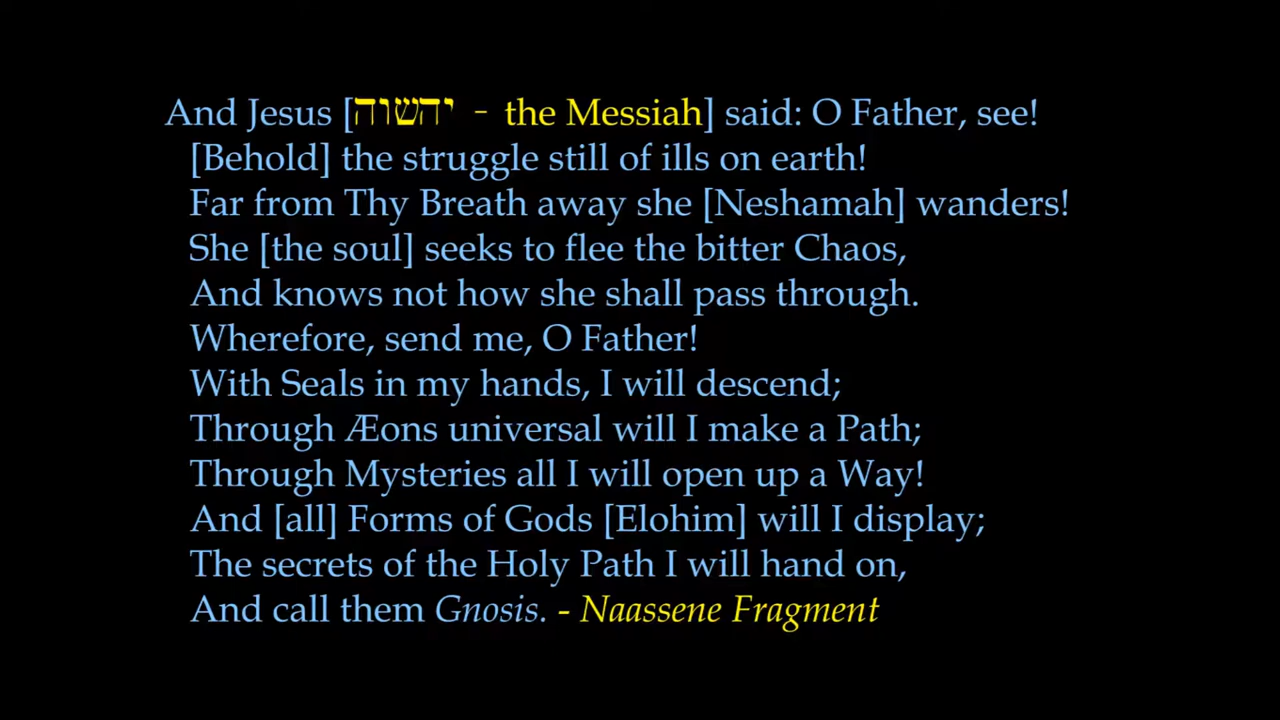 And Jesus [יהשוה - the Messiah] said: O Father, see!
[Behold] the struggle still of ills on earth!
Far from Thy Breath away she [Neshamah] wanders!
She [the soul] seeks to flee the bitter Chaos,
And knows not how she shall pass through.
Wherefore, send me, O Father!
With Seals in my hands, I will descend;
Through Æons universal will I make a Path;
Through Mysteries all I will open up a Way!
And [all] Forms of Gods [Elohim] will I display;
The secrets of the Holy Path I will hand on,
And call them Gnosis. - Naassene Fragment